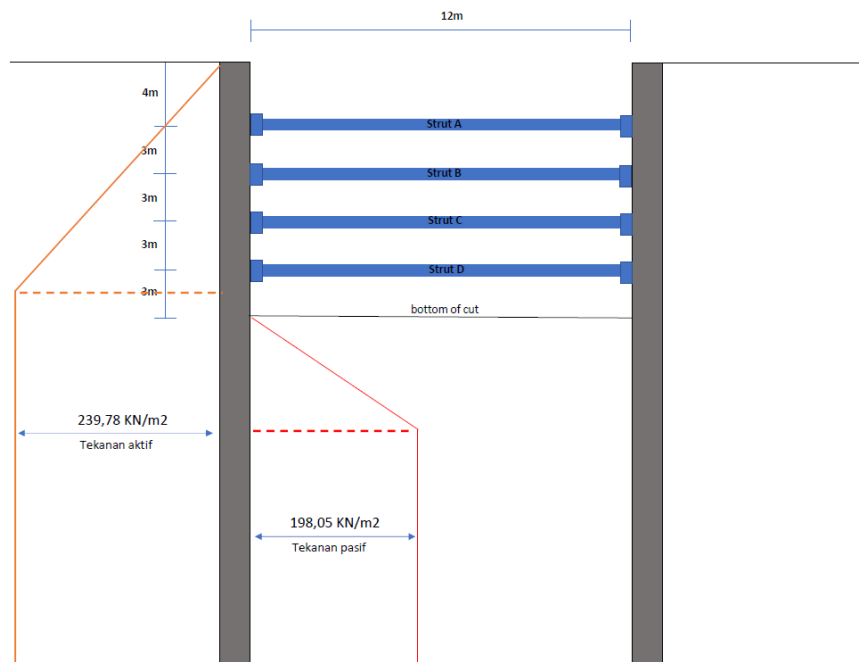 12m
4m
Strut A
3m
Strut B
3m
Strut C
3m
Strut D
3m
bottom of cut
239,78 KN/m2
Tekanan aktif
198,05 KN/m2
Tekanan pasif